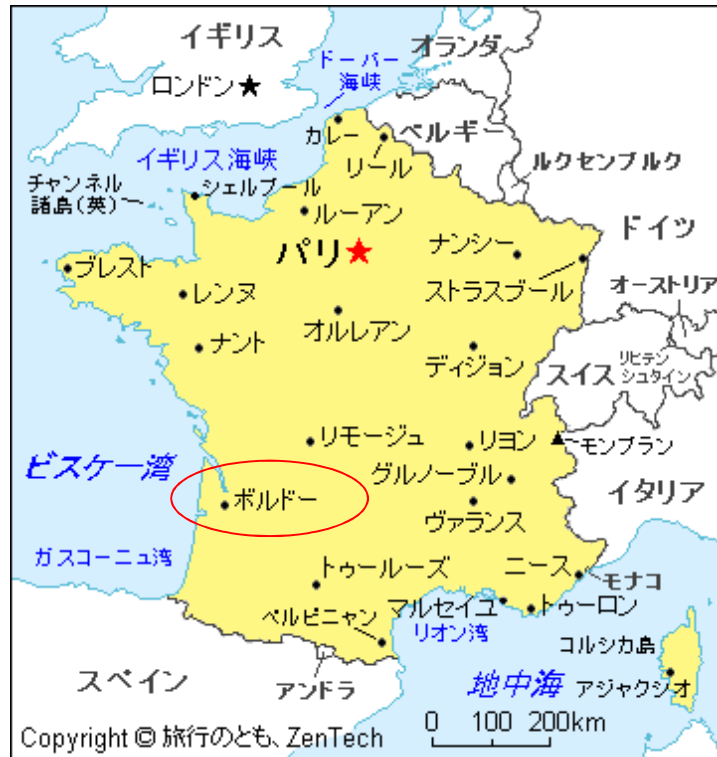 イギリス
オランダ
ドーバー
海峡
ロンドン★
カレー
ベルギー
イギリス海峡
リール
ルクセンブルク
チャンネル
諸島(英)
シェルブール
ルーアン
ドイツ
パリ★
ナンシー
ブレスト
レンヌ
ストラスブール
オーストリア
オルレアン
ナント
ディジョン
スイス
リヒテン
シュタイン
リモージュ
リヨン
モンブラン
ビスケー湾
グルノーブル
イタリア
ボルドー
ヴァランス
ガスコーニュ湾
トゥールーズ
ニース
モナコ
マルセイユ
トゥーロン
ペルピニャン
リオン湾
コルシカ島
スペイン
アンドラ
地中海
アジャクシオ
0 100 200km
Copyright © 旅行のとも、ZenTech